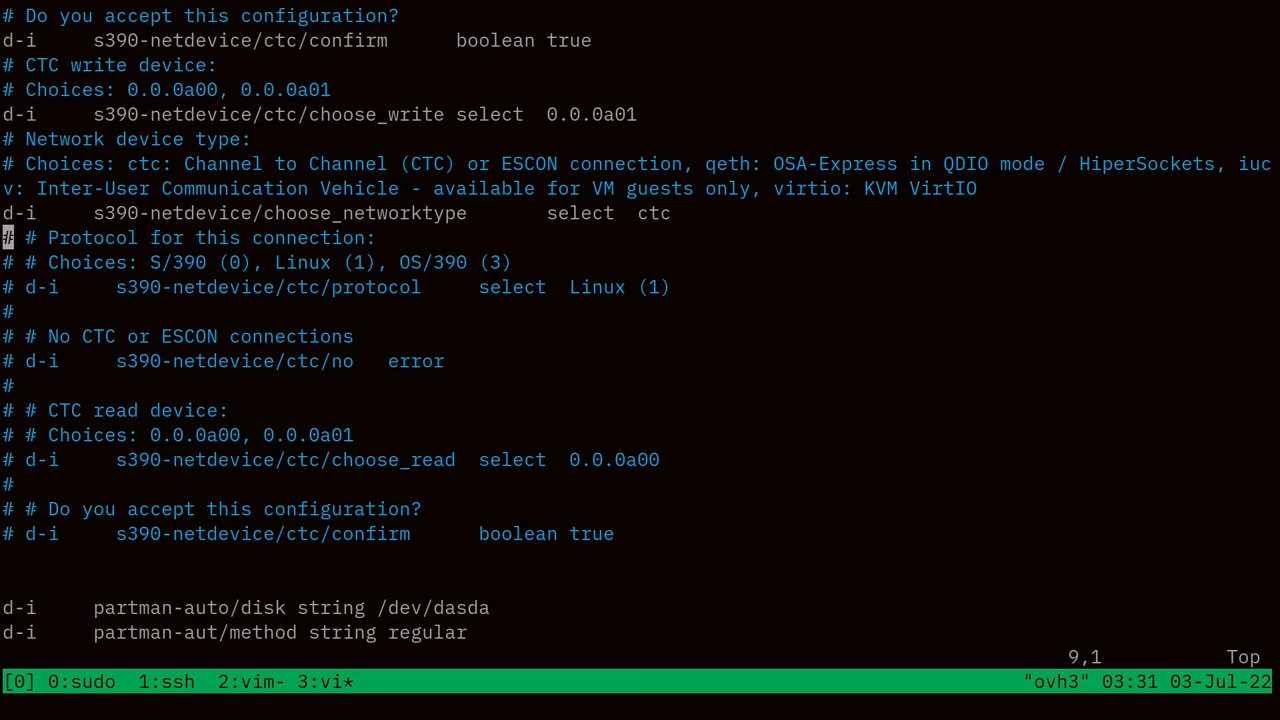 # Do you accept this configuration?
d-i     s390-netdevice/ctc/confirm      boolean true
# CTC write device:
# Choices: 0.0.0a00, 0.0.0a01
d-i     s390-netdevice/ctc/choose_write select  0.0.0a01
# Network device type:
# Choices: ctc: Channel to Channel (CTC) or ESCON connection, qeth: OSA-Express in QDIO mode / HiperSockets, iuc
v: Inter-User Communication Vehicle - available for VM guests only, virtio: KVM VirtIO
d-i     s390-netdevice/choose_networktype       select  ctc
# # Protocol for this connection:
# # Choices: S/390 (0), Linux (1), OS/390 (3)
# d-i     s390-netdevice/ctc/protocol     select  Linux (1)
#
# # No CTC or ESCON connections
# d-i     s390-netdevice/ctc/no   error
#
# # CTC read device:
# # Choices: 0.0.0a00, 0.0.0a01
# d-i     s390-netdevice/ctc/choose_read  select  0.0.0a00
#
# # Do you accept this configuration?
# d-i     s390-netdevice/ctc/confirm      boolean true
d-i     partman-auto/disk string /dev/dasda
d-i     partman-aut/method string regular
9,1           Top
[0] 0:sudo  1:ssh  2:vim- 3:vi*    "ovh3" 03:31 03-Jul-22